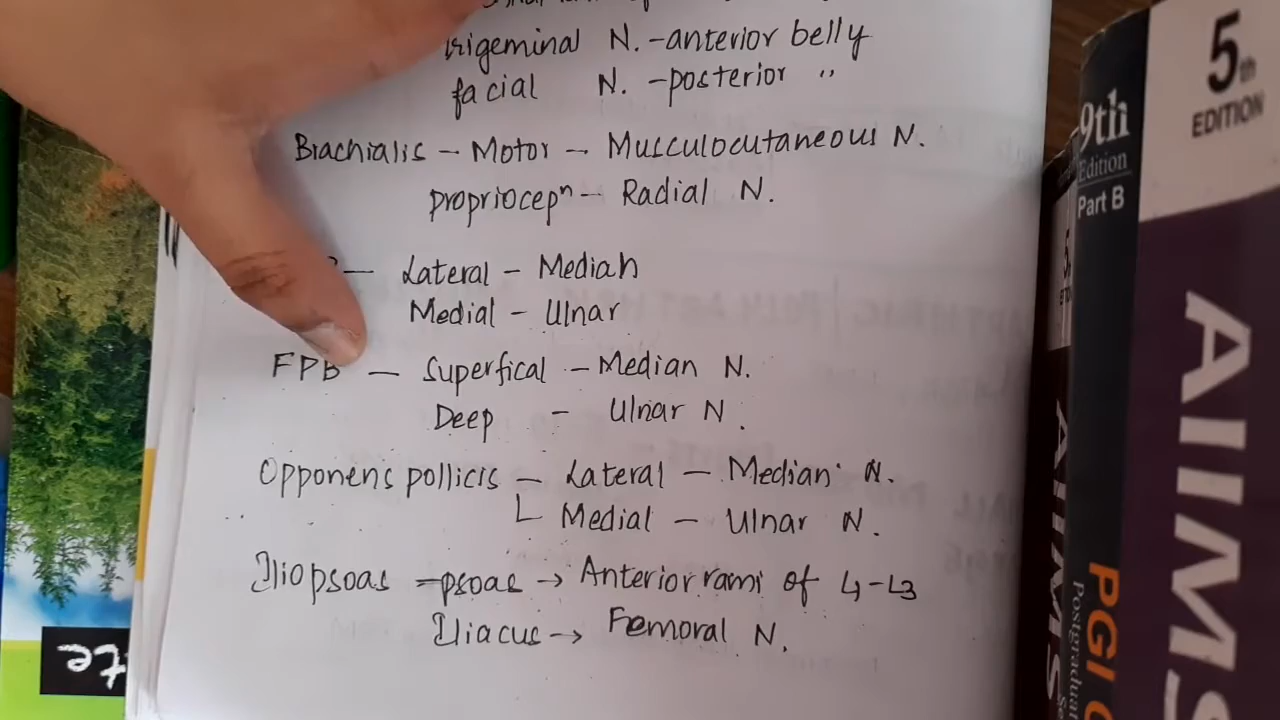 trigeminal N. -anterior belly
facial N. -posterior "
Brachialis - Motor - Musculocutaneous N.
propriocepⁿ - Radial N.
— Lateral - Median
Medial - Ulnar
FPB — Superfical - Median N.
Deep - Ulnar N.
Opponens pollicis - Lateral - Median N.
Medial - Ulnar N.
Iliopsoas -psoas → Anterior rami of L1-L3
Iliacus → Femoral N.
5th
EDITION
9th
Edition
Part B
AIIMS
PGI
AIIMS
te